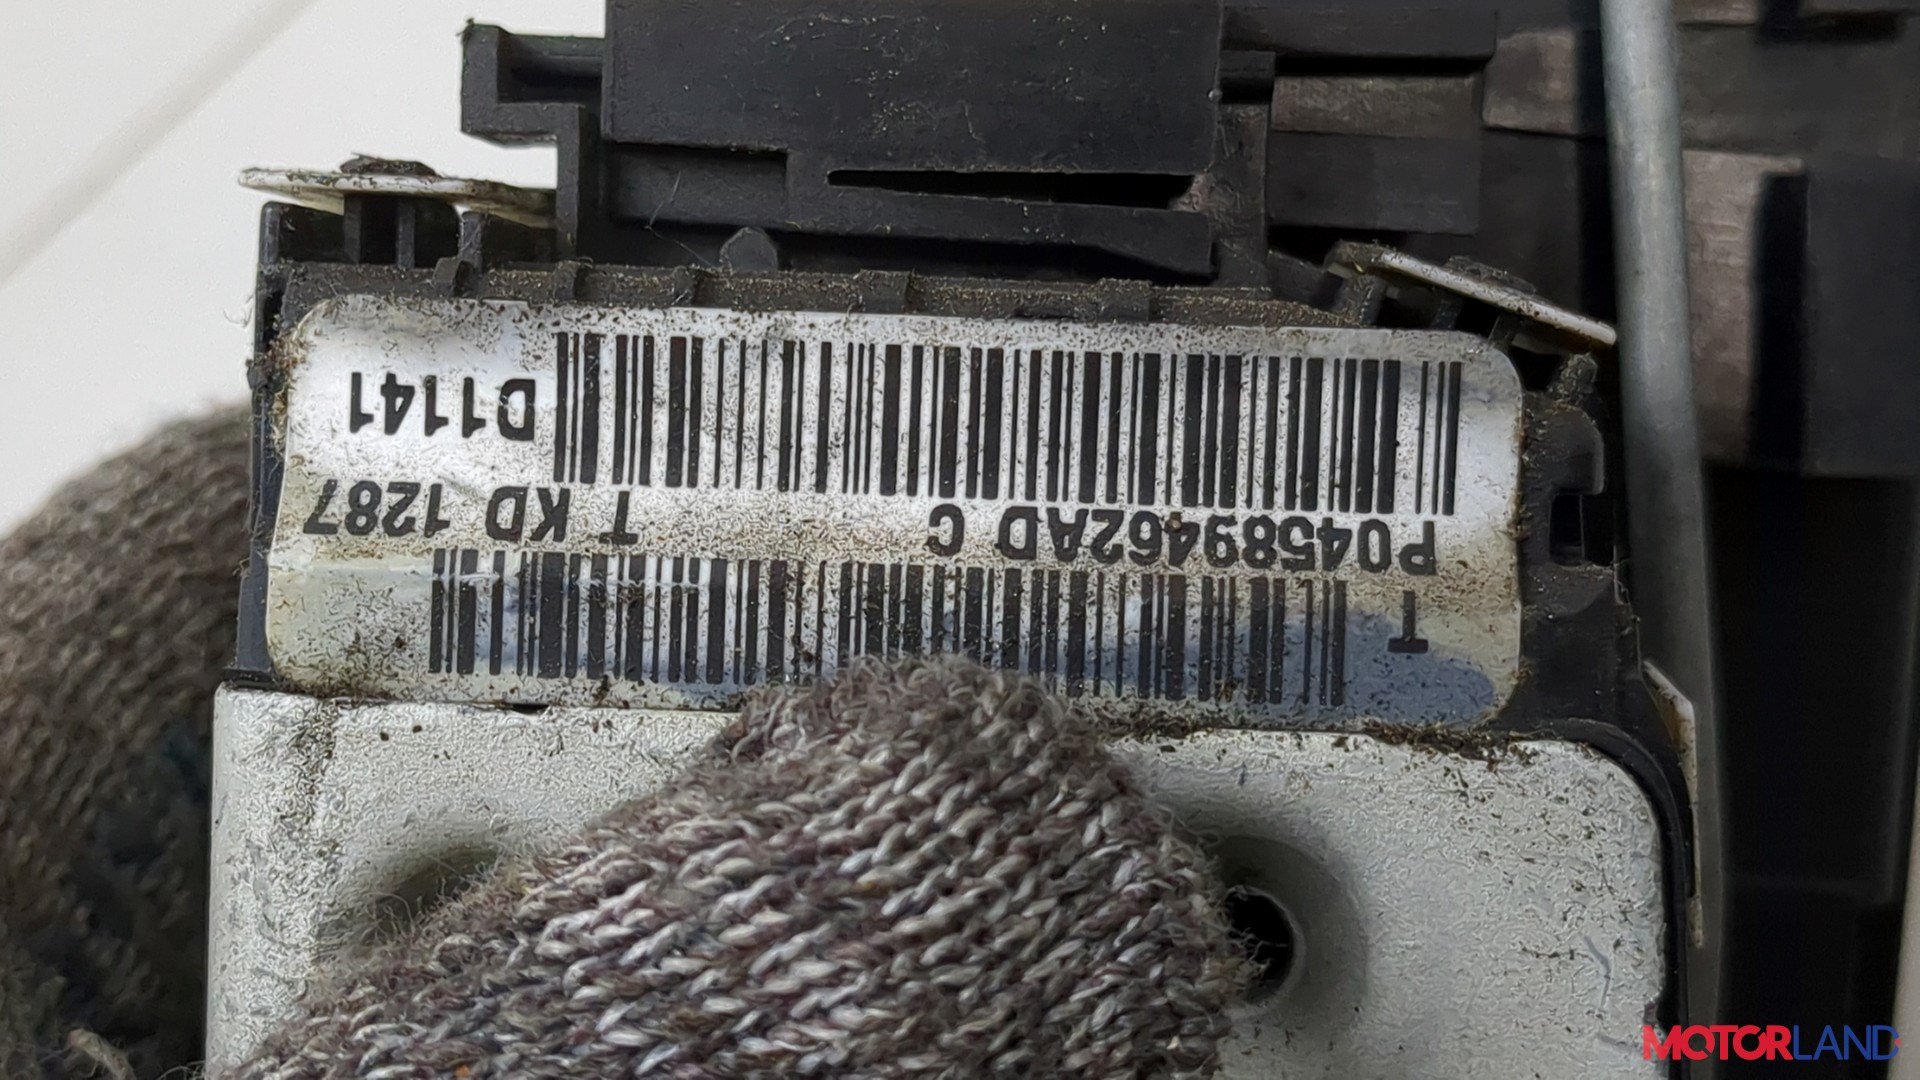 T
P04589462AD C
T KD 1287
D1141
MOTORLAND